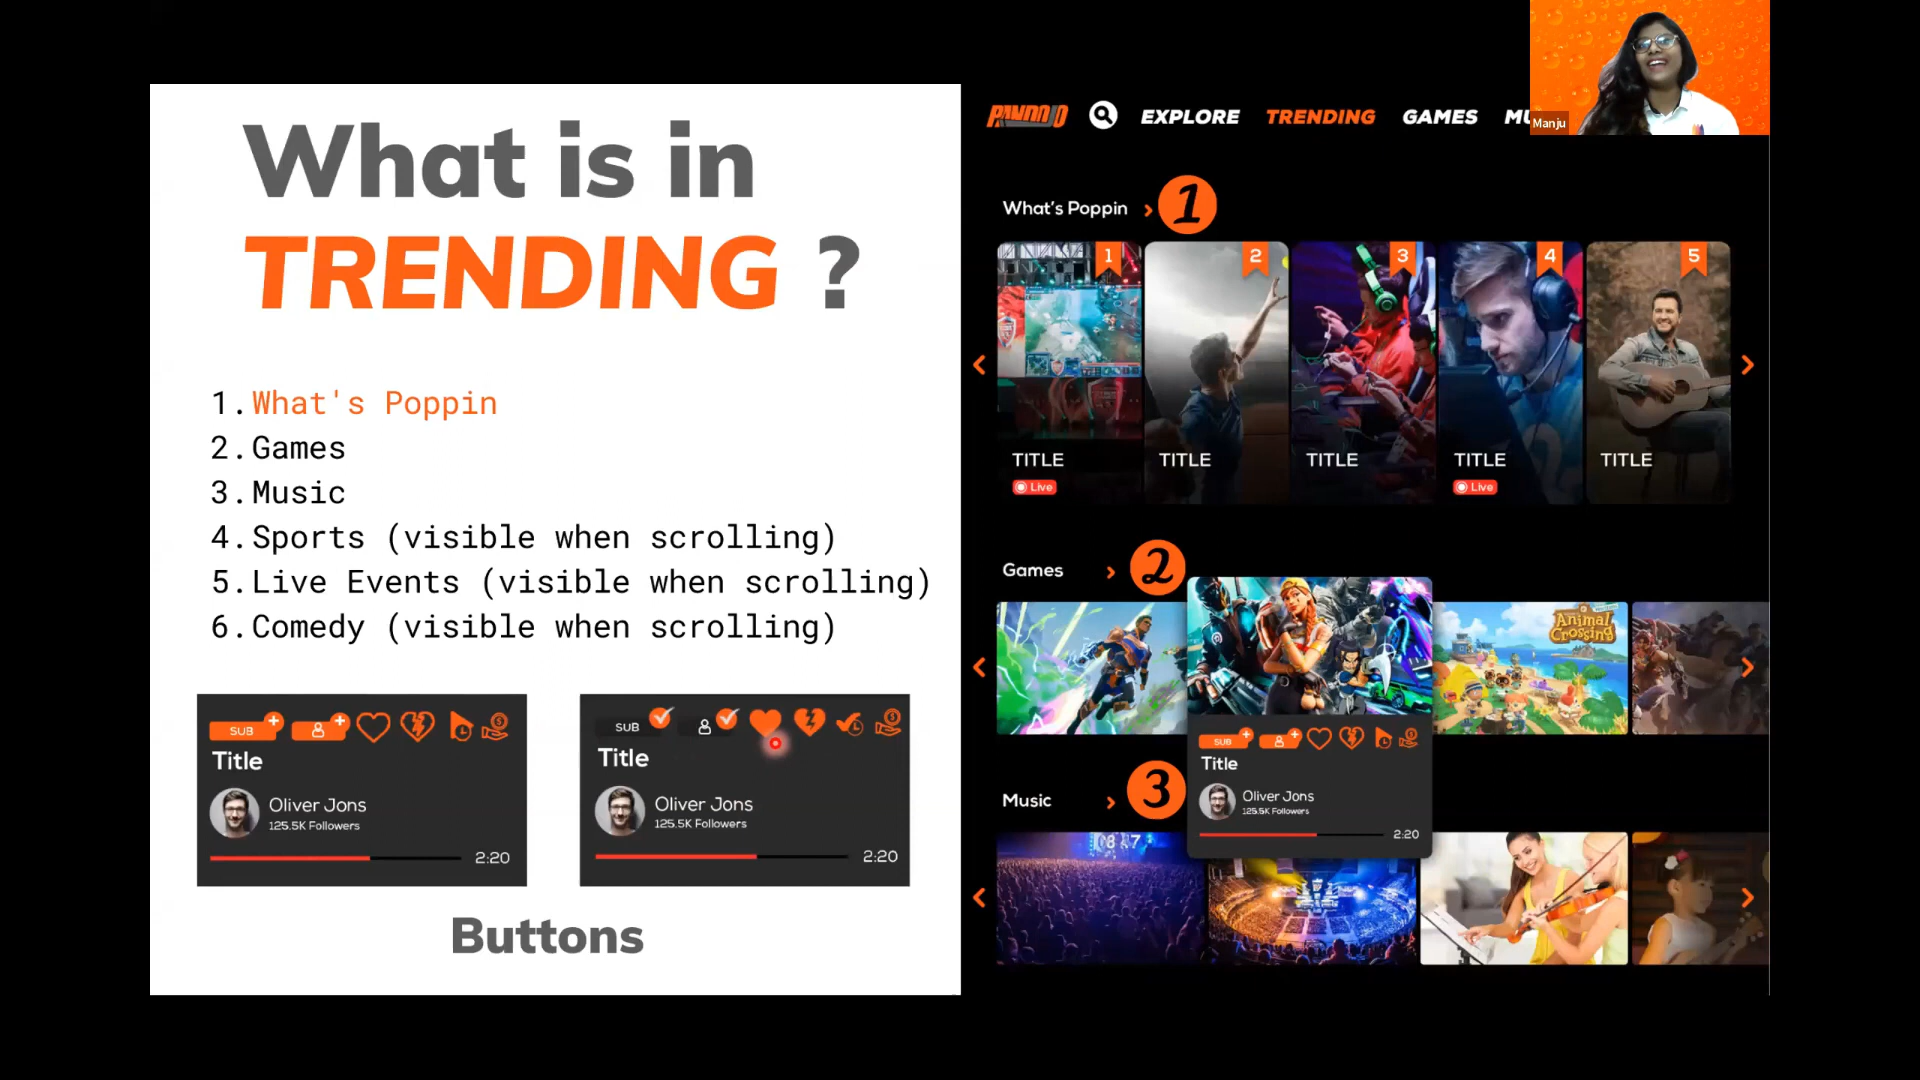 What is in
TRENDING ?
1. What's Poppin
2. Games
3. Music
4. Sports (visible when scrolling)
5. Live Events (visible when scrolling)
6. Comedy (visible when scrolling)
SUB
Title
Oliver Jons
125.5K Followers
2:20
SUB
Title
Oliver Jons
125.5K Followers
2:20
Buttons
EXPLORE TRENDING GAMES MU
Manju
What's Poppin
1
1 2 3 4 5
TITLE TITLE TITLE TITLE TITLE
Live Live
Games
2
Animal
Crossing
SUB
Title
Oliver Jons
125.5K Followers
2:20
Music
3